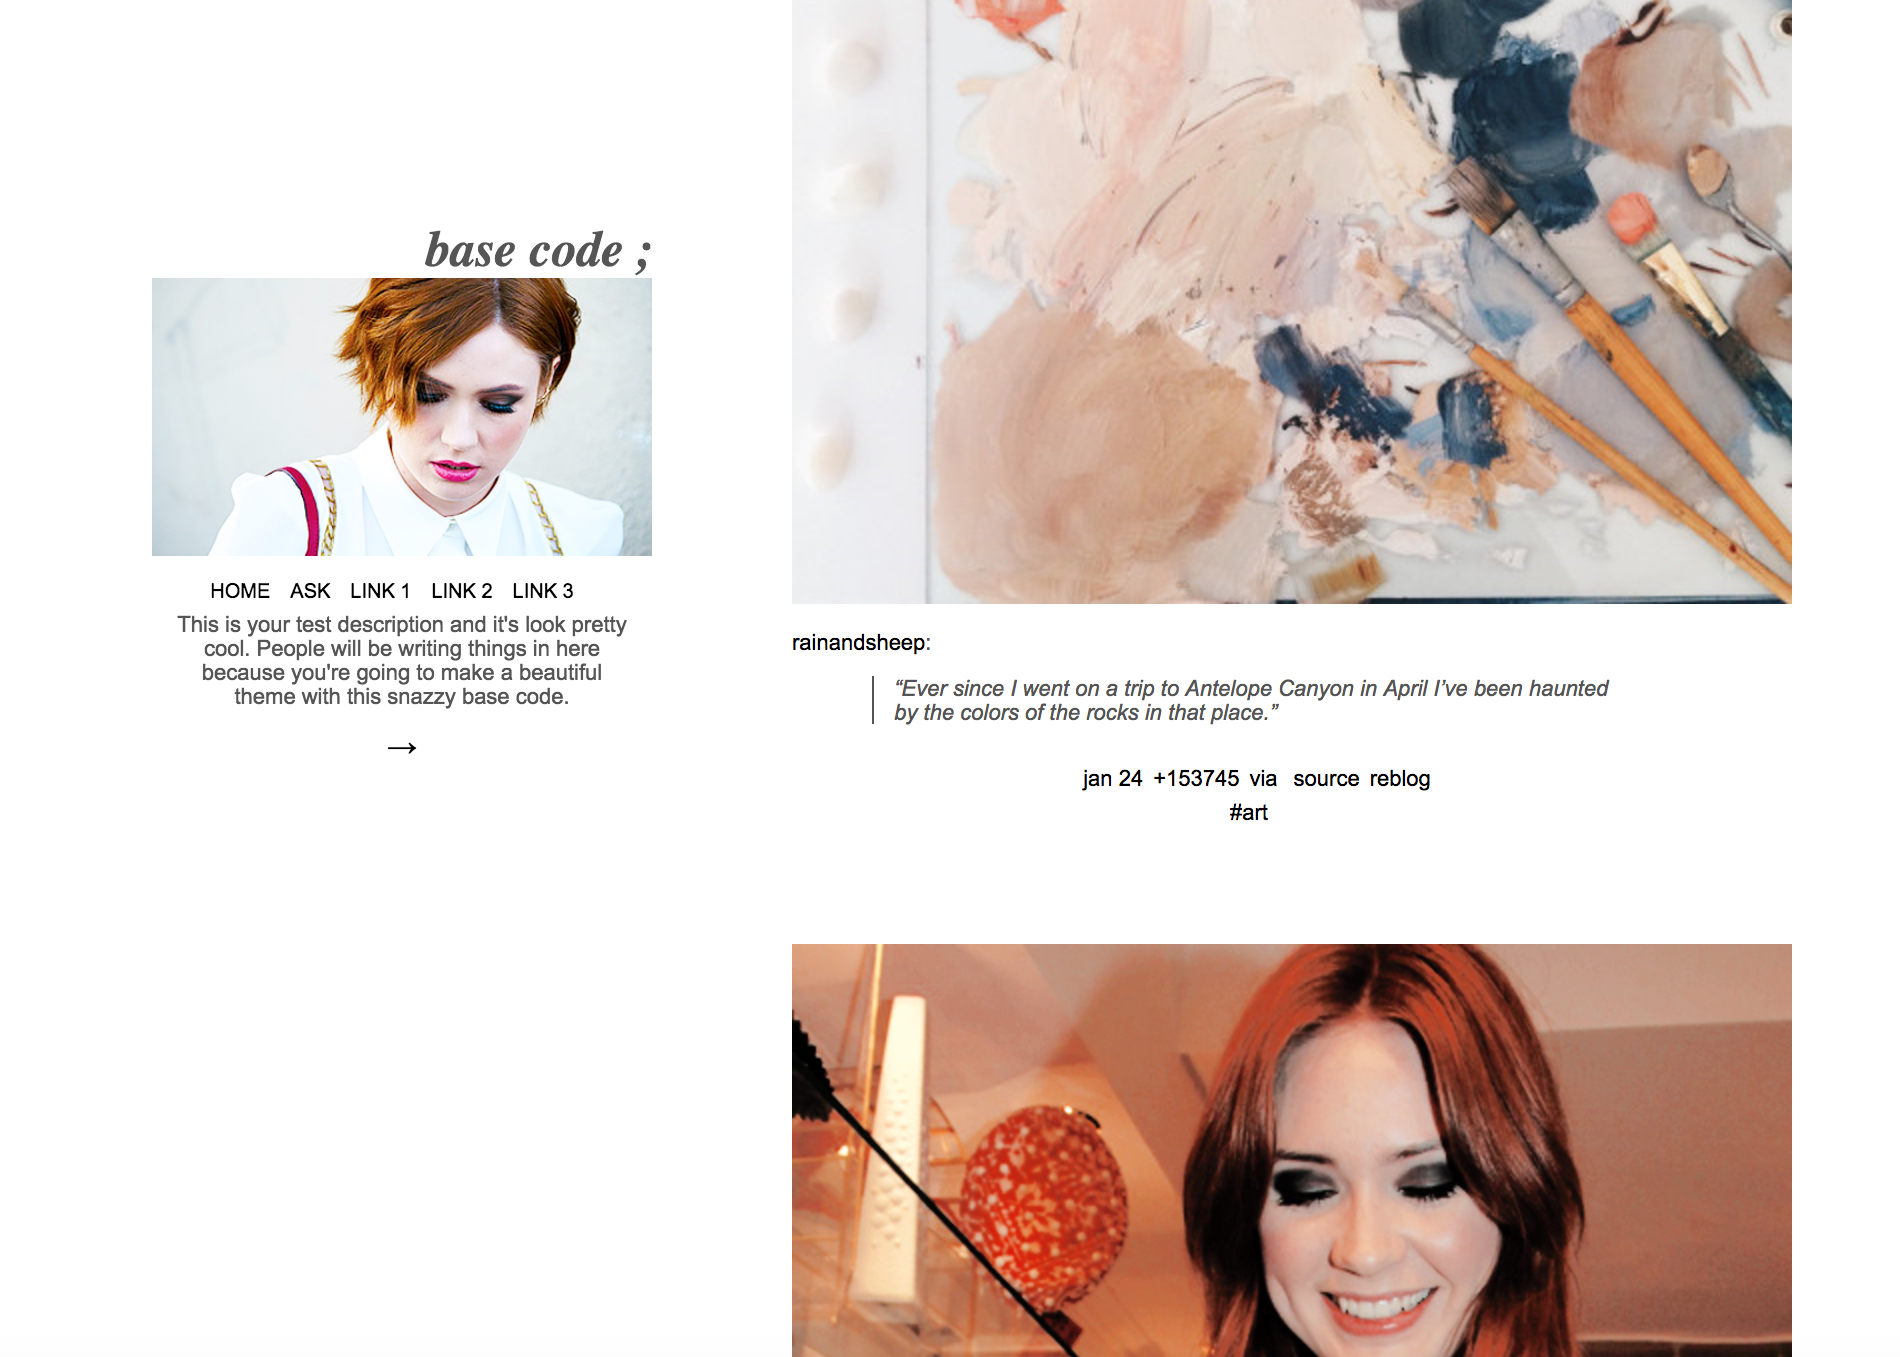 base code ;
HOME ASK LINK 1 LINK 2 LINK 3
This is your test description and it's look pretty
cool. People will be writing things in here
because you're going to make a beautiful
theme with this snazzy base code.
→
rainandsheep:
“Ever since I went on a trip to Antelope Canyon in April I’ve been haunted
by the colors of the rocks in that place.”
jan 24 +153745 via source reblog
#art